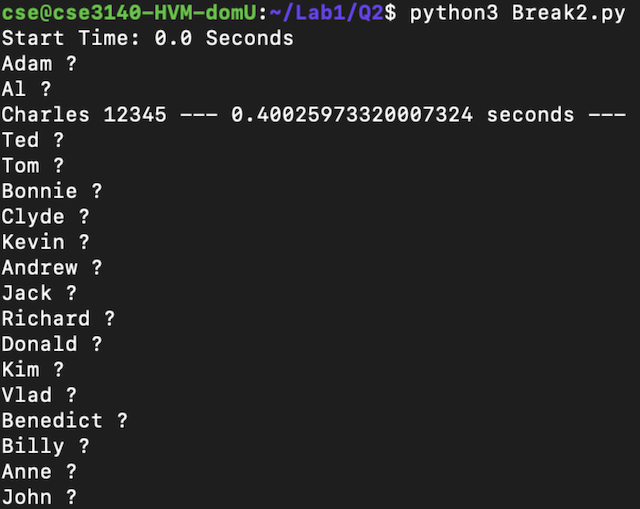 cse@cse3140-HVM-domU:~/Lab1/Q2$ python3 Break2.py
Start Time: 0.0 Seconds
Adam ?
Al ?
Charles 12345 --- 0.40025973320007324 seconds ---
Ted ?
Tom ?
Bonnie ?
Clyde ?
Kevin ?
Andrew ?
Jack ?
Richard ?
Donald ?
Kim ?
Vlad ?
Benedict ?
Billy ?
Anne ?
John ?